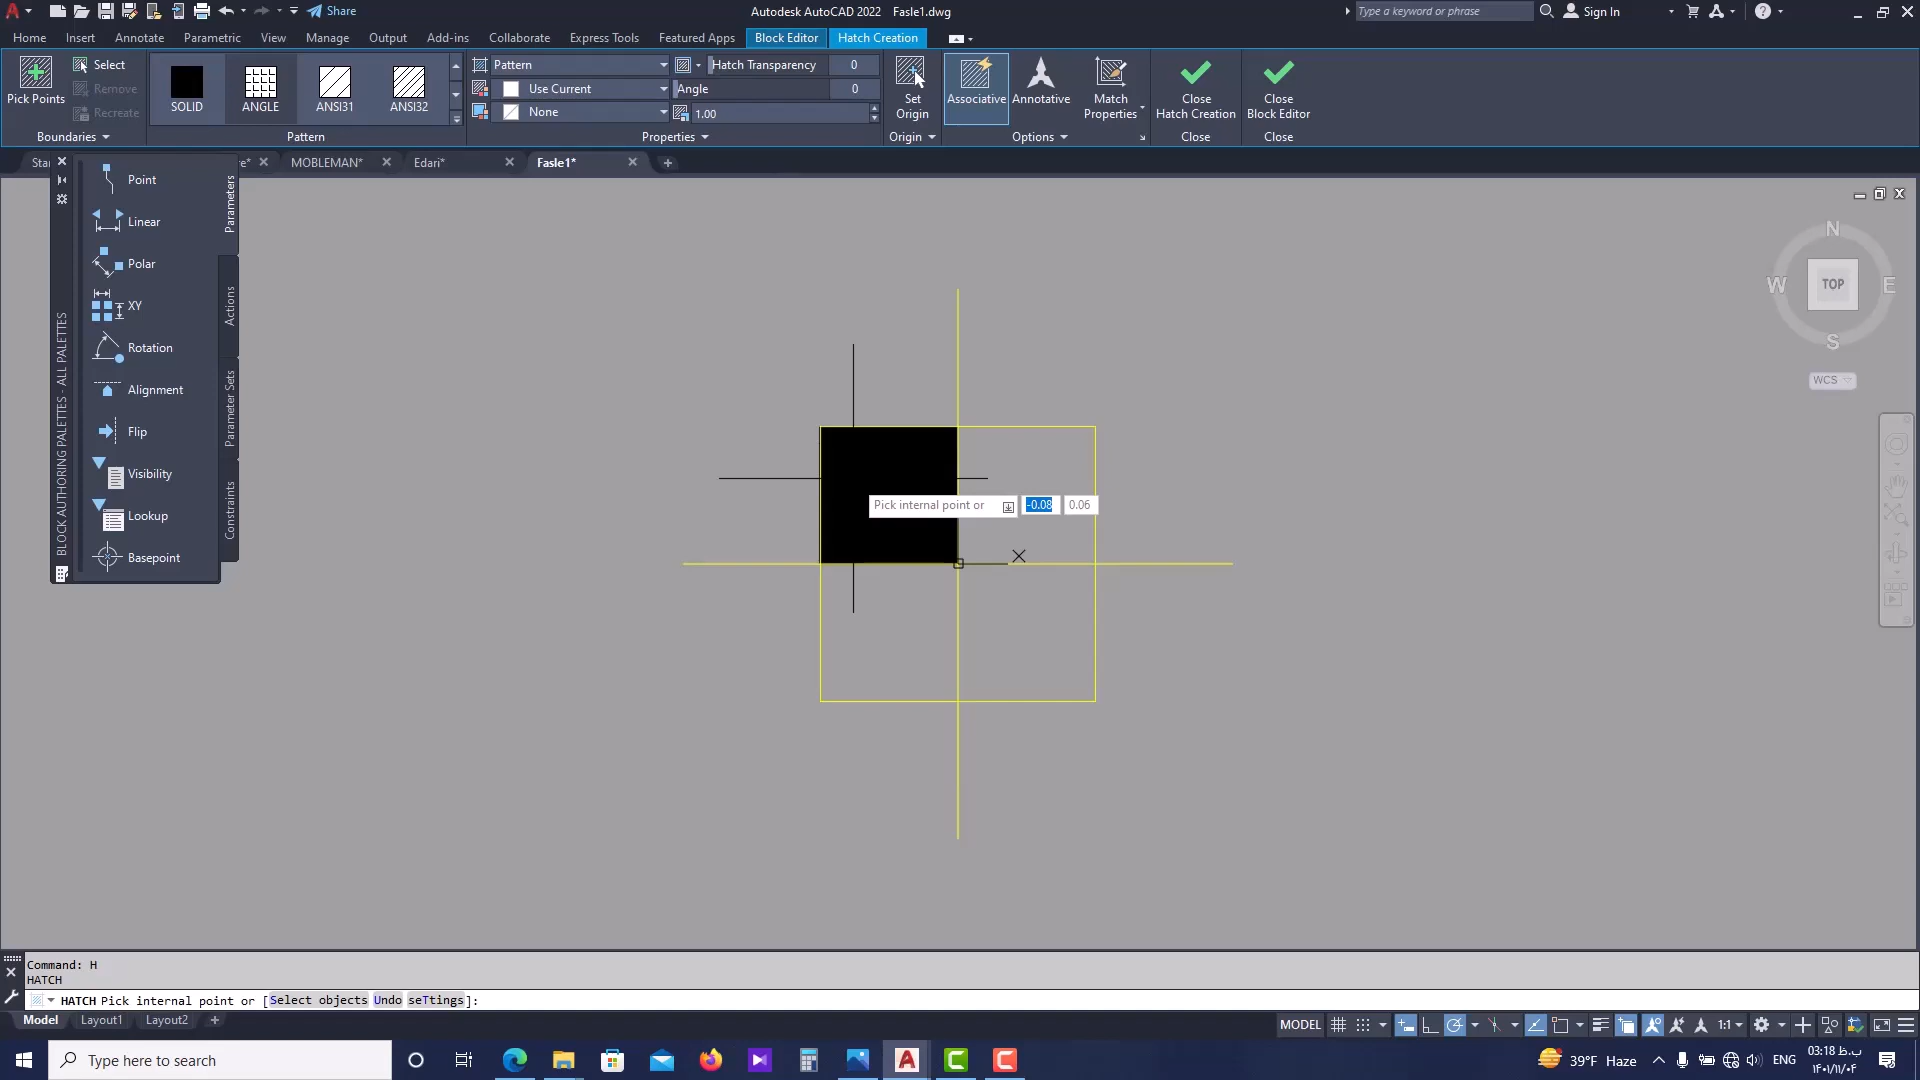 Share
Autodesk AutoCAD 2022 Fasle1.dwg
Type a keyword or phrase
Sign In
Home Insert Annotate Parametric View Manage Output Add-ins Collaborate Express Tools Featured Apps Block Editor Hatch Creation
Pick Points
Select
Remove
Recreate
Boundaries
SOLID ANGLE ANSI31 ANSI32
Pattern
Pattern
Use Current
None
Hatch Transparency 0
Angle 0
1.00
Properties
Set Origin
Origin
Associative
Annotative
Match Properties
Options
Close Hatch Creation
Close
Close Block Editor
Close
Sta e* MOBLEMAN* Edari* Fasle1*
Point
Linear
Polar
XY
Rotation
Alignment
Flip
Visibility
Lookup
Basepoint
Parameters
Actions
Parameter Sets
Constraints
BLOCK AUTHORING PALETTES - ALL PALETTES
N
W TOP E
S
WCS
Pick internal point or -0.08 0.06
Command: H
HATCH
HATCH Pick internal point or [Select objects Undo seTtings]:
Model Layout1 Layout2
MODEL 1:1
Type here to search
39°F Haze
ENG
03:18 ب.ظ
۱۴۰۱/۱۱/۰۴